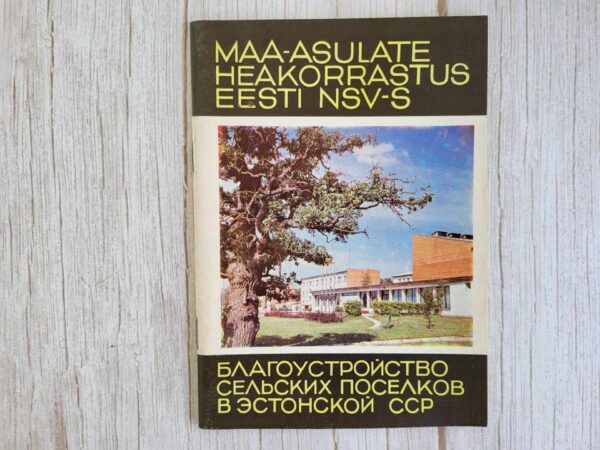 MAA-ASULATE
HEAKORRASTUS
EESTI NSV-S
БЛАГОУСТРОЙСТВО
СЕЛЬСКИХ ПОСЕЛКОВ
В ЭСТОНСКОЙ ССР